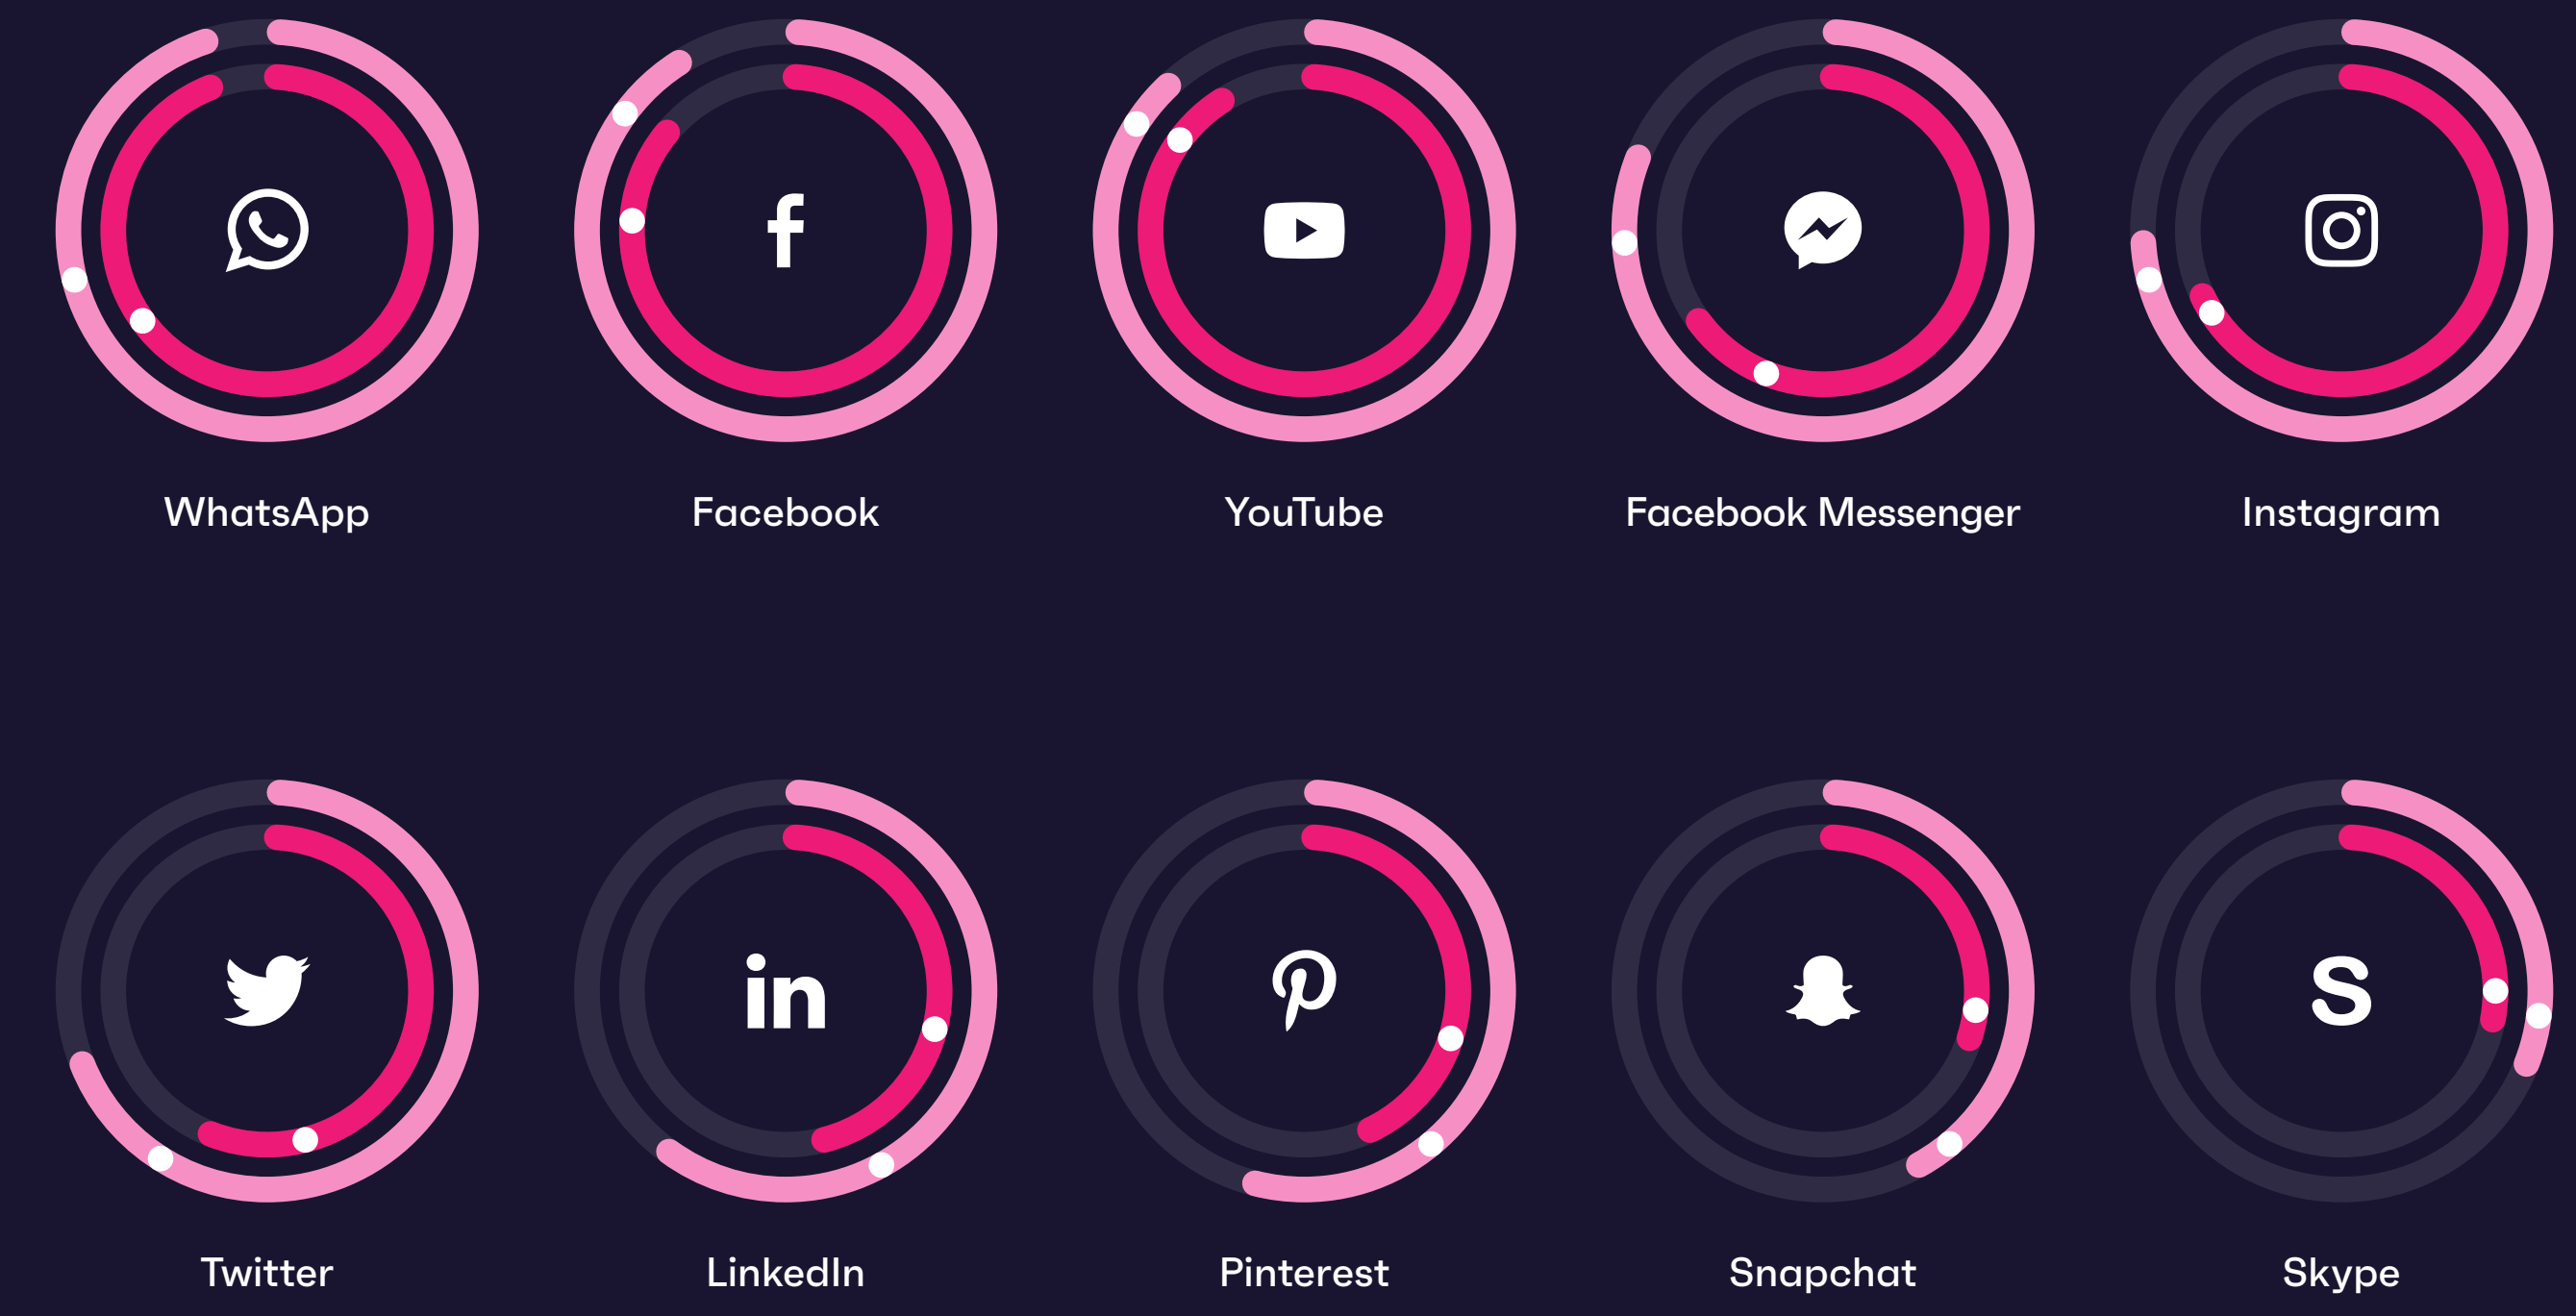 WhatsApp
Facebook
YouTube
Facebook Messenger
Instagram
Twitter
LinkedIn
Pinterest
Snapchat
Skype